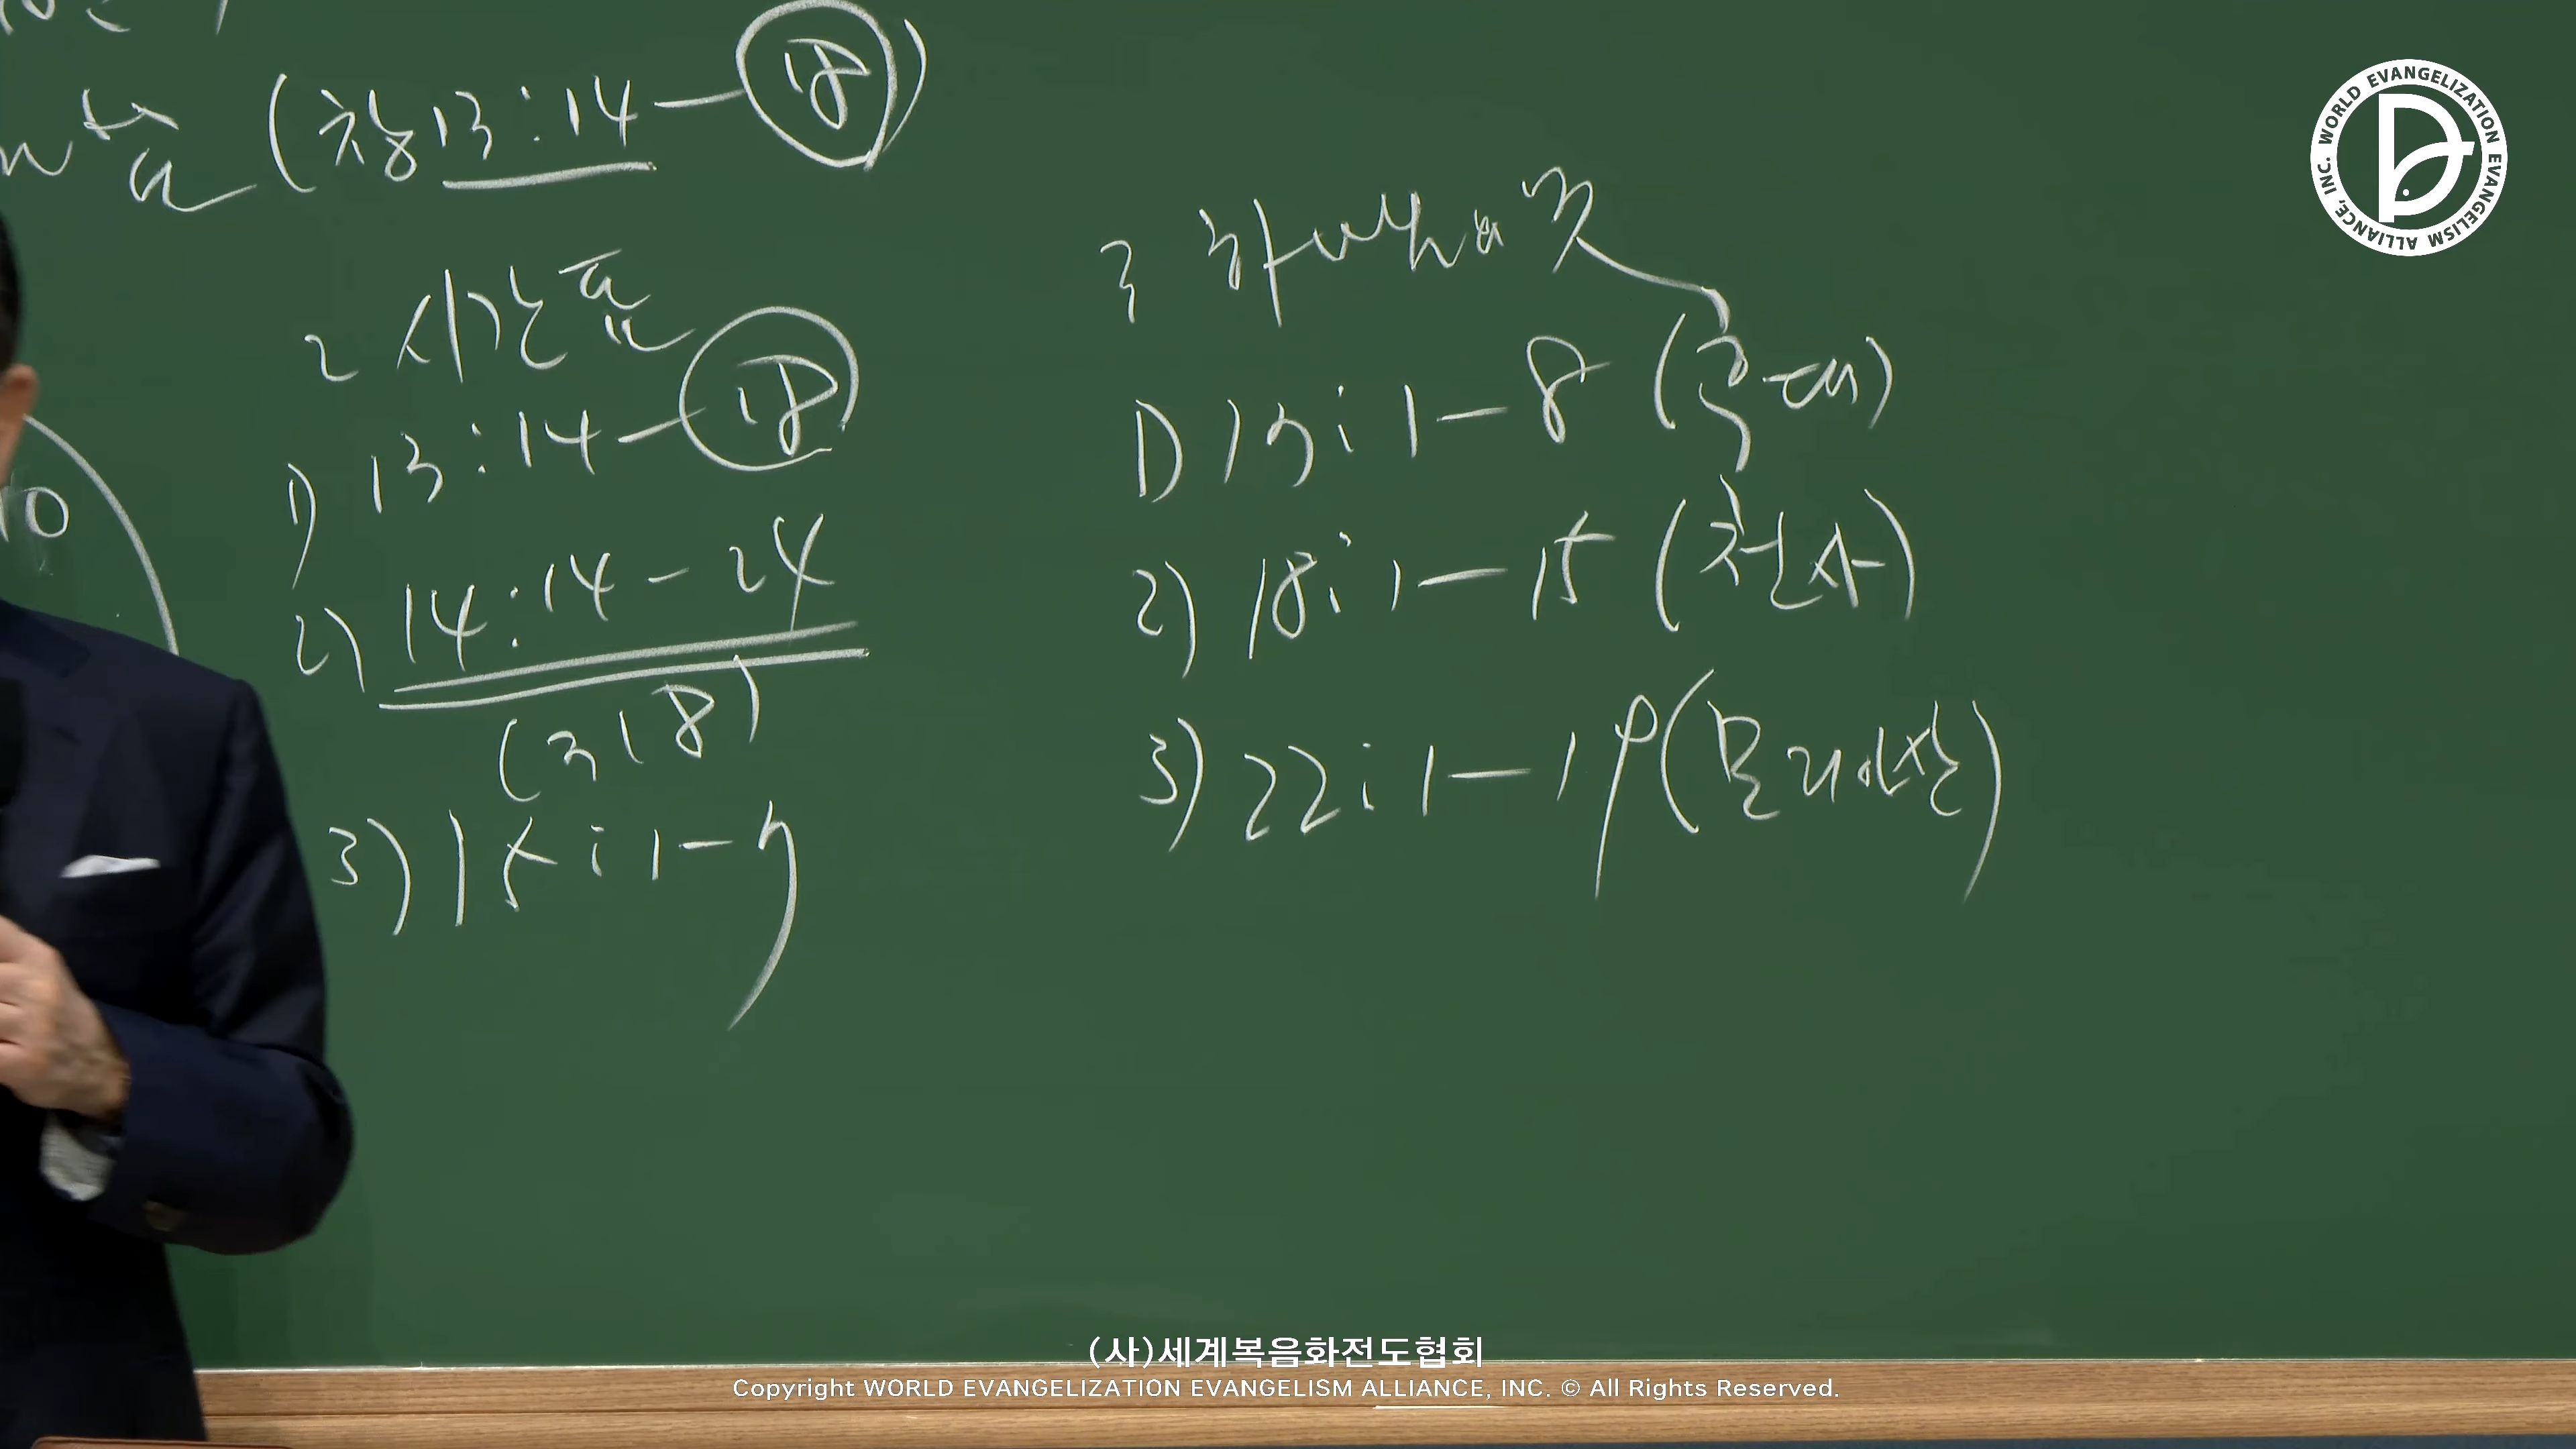 (창13:14—18)
2 시간표
1) 13:14—18
2) 14:14-24
(318)
3) 15:1-7
3 하나님의 것
1) 17:1-8 (후대)
2) 18:1-15 (천사)
3) 22:1-19 (모리아산)
WORLD EVANGELIZATION EVANGELISM ALLIANCE, INC.
(사)세계복음화전도협회
Copyright WORLD EVANGELIZATION EVANGELISM ALLIANCE, INC. © All Rights Reserved.